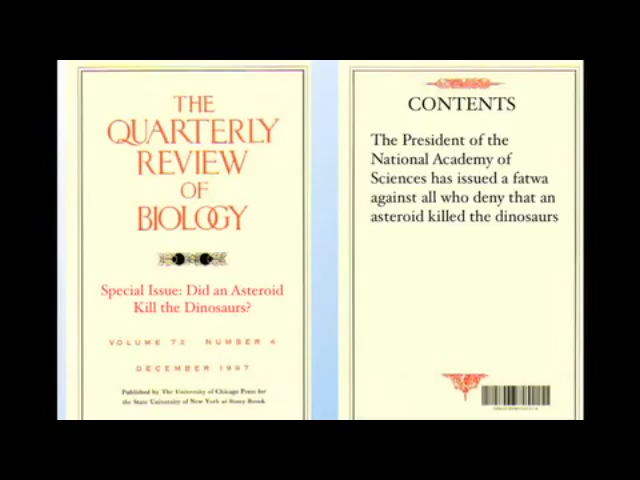 THE
QUARTERLY
REVIEW
OF
BIOLOGY
Special Issue: Did an Asteroid
Kill the Dinosaurs?
VOLUME 72 NUMBER 4
DECEMBER 1997
Published by The University of Chicago Press for
the State University of New York at Stony Brook
CONTENTS
The President of the
National Academy of
Sciences has issued a fatwa
against all who deny that an
asteroid killed the dinosaurs